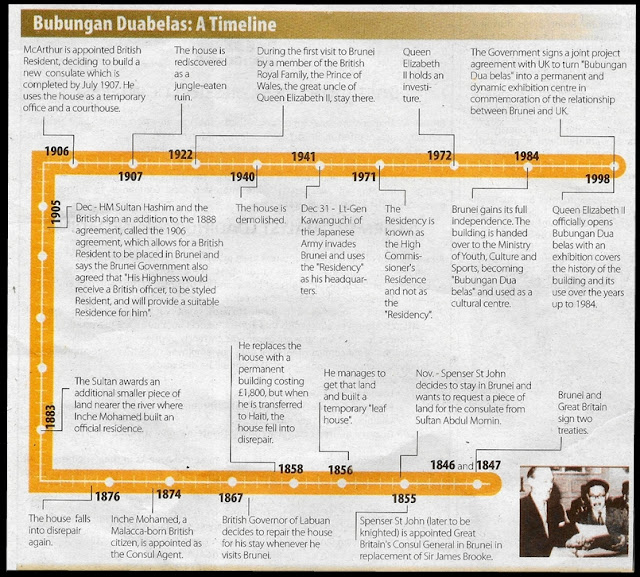 Bubungan Duabelas: A Timeline
McArthur is appointed British
Resident, deciding to build a
new consulate which is
completed by July 1907. He
uses the house as a temporary
office and a courthouse.
The house is
rediscovered
as a
jungle-eaten
ruin.
During the first visit to Brunei
by a member of the British
Royal Family, the Prince of
Wales, the great uncle of
Queen Elizabeth II, stay there.
Queen
Elizabeth
II holds an
investi-
ture.
The Government signs a joint project
agreement with UK to turn "Bubungan
Dua belas" into a permanent and
dynamic exhibition centre in
commemoration of the relationship
between Brunei and UK.
1906
1907
1922
1940
1941
1971
1972
1984
1998
1905
Dec - HM Sultan Hashim and the
British sign an addition to the 1888
agreement, called the 1906
agreement, which allows for a British
Resident to be placed in Brunei and
says the Brunei Government also
agreed that "His Highness would
receive a British officer, to be styled
Resident, and will provide a suitable
Residence for him".
The house is
demolished.
Dec 31 - Lt-Gen
Kawanguchi of
the Japanese
Army invades
Brunei and uses
the "Residency"
as his headquar-
ters.
The
Residency is
known as
the High
Commis-
sioner's
Residence
and not as
the
"Residency".
Brunei gains its full
independence. The
building is handed
over to the Ministry
of Youth, Culture and
Sports, becoming
"Bubungan Dua
belas" and used as a
cultural centre.
Queen Elizabeth II
officially opens
Bubungan Dua
belas with an
exhibition covers
the history of the
building and its
use over the years
up to 1984.
1883
The Sultan awards an
additional smaller piece of
land nearer the river where
Inche Mohamed built an
official residence.
He replaces the
house with a
permanent
building costing
£1,800, but when
he is transferred
to Haiti, the
house fell into
disrepair.
He manages to
get that land
and built a
temporary "leaf
house".
Nov. - Spenser St John
decides to stay in Brunei and
wants to request a piece of
land for the consulate from
Sultan Abdul Momin.
Brunei and
Great Britain
sign two
treaties.
1876
1874
1867
1858
1856
1855
1846 and 1847
The house falls
into disrepair
again.
Inche Mohamed, a
Malacca-born British
citizen, is appointed as
the Consul Agent.
British Governor of Labuan
decides to repair the house
for his stay whenever he
visits Brunei.
Spenser St John (later to be
knighted) is appointed Great
Britain's Consul General in Brunei in
replacement of Sir James Brooke.